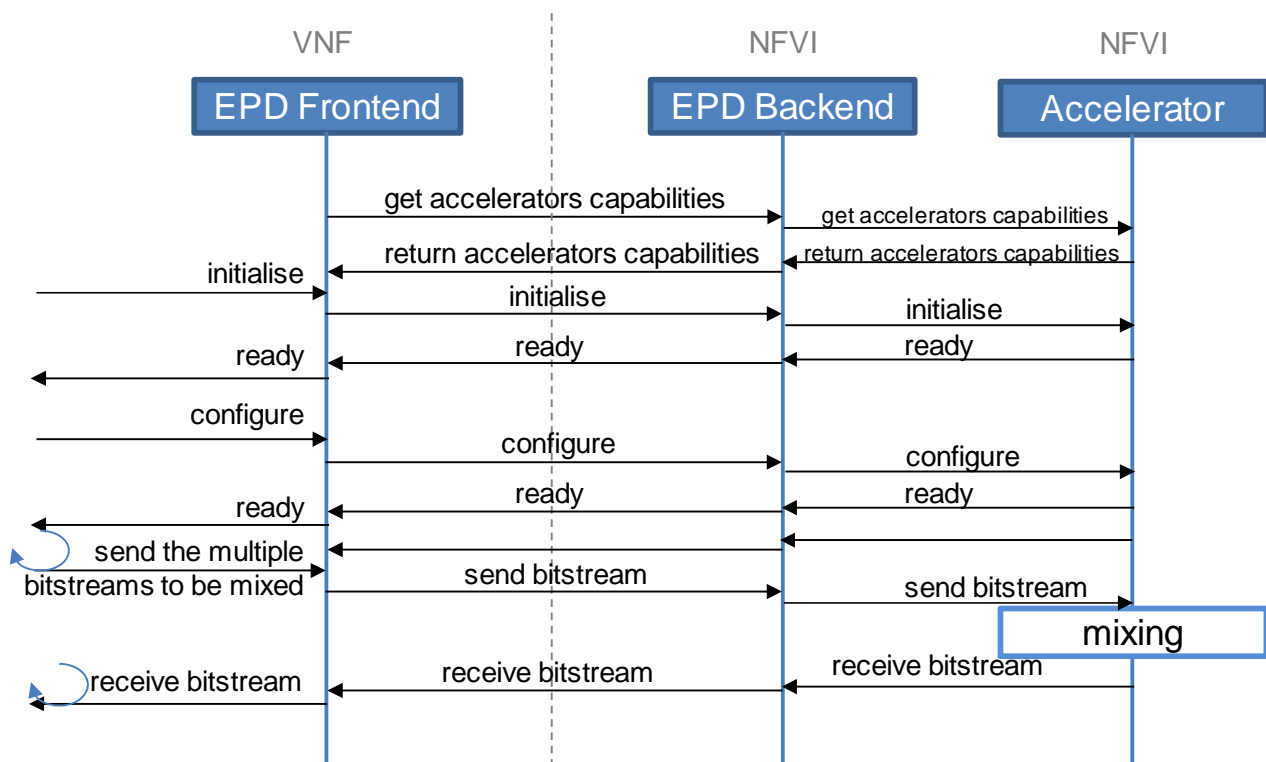 VNF
NFVI
NFVI
EPD Frontend
EPD Backend
Accelerator
get accelerators capabilities
get accelerators capabilities
return accelerators capabilities
return accelerators capabilities
initialise
initialise
initialise
ready
ready
ready
configure
configure
configure
ready
ready
ready
send the multiple
bitstreams to be mixed
send bitstream
send bitstream
mixing
receive bitstream
receive bitstream
receive bitstream